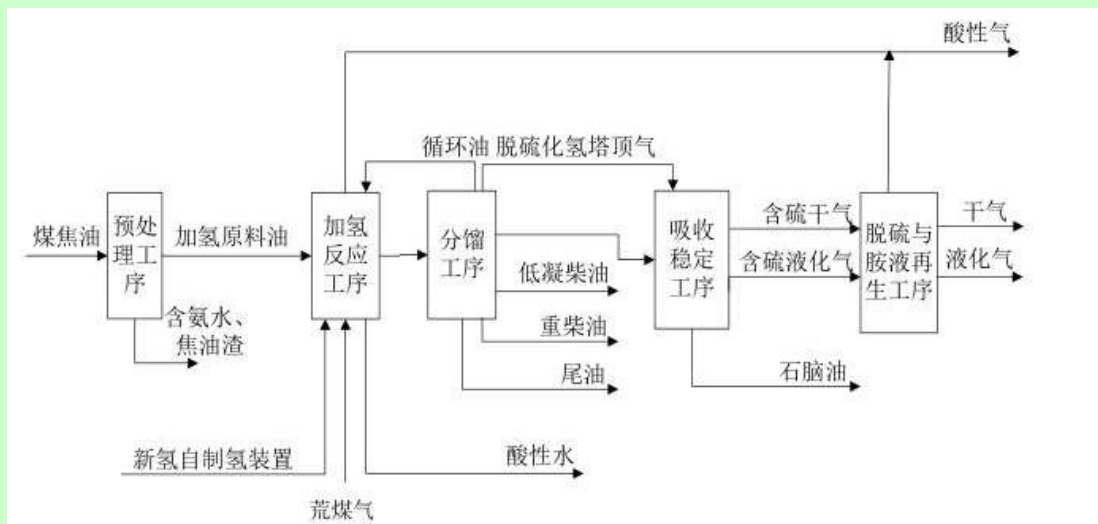 酸性气
循环油 脱硫化氢塔顶气
煤焦油
预处
理工
序
加氢原料油
加氢
反应
工序
分馏
工序
吸收
稳定
工序
含硫干气
含硫液化气
脱硫与
胺液再
生工序
干气
液化气
低凝柴油
重柴油
尾油
含氨水、
焦油渣
石脑油
新氢自制氢装置
酸性水
荒煤气